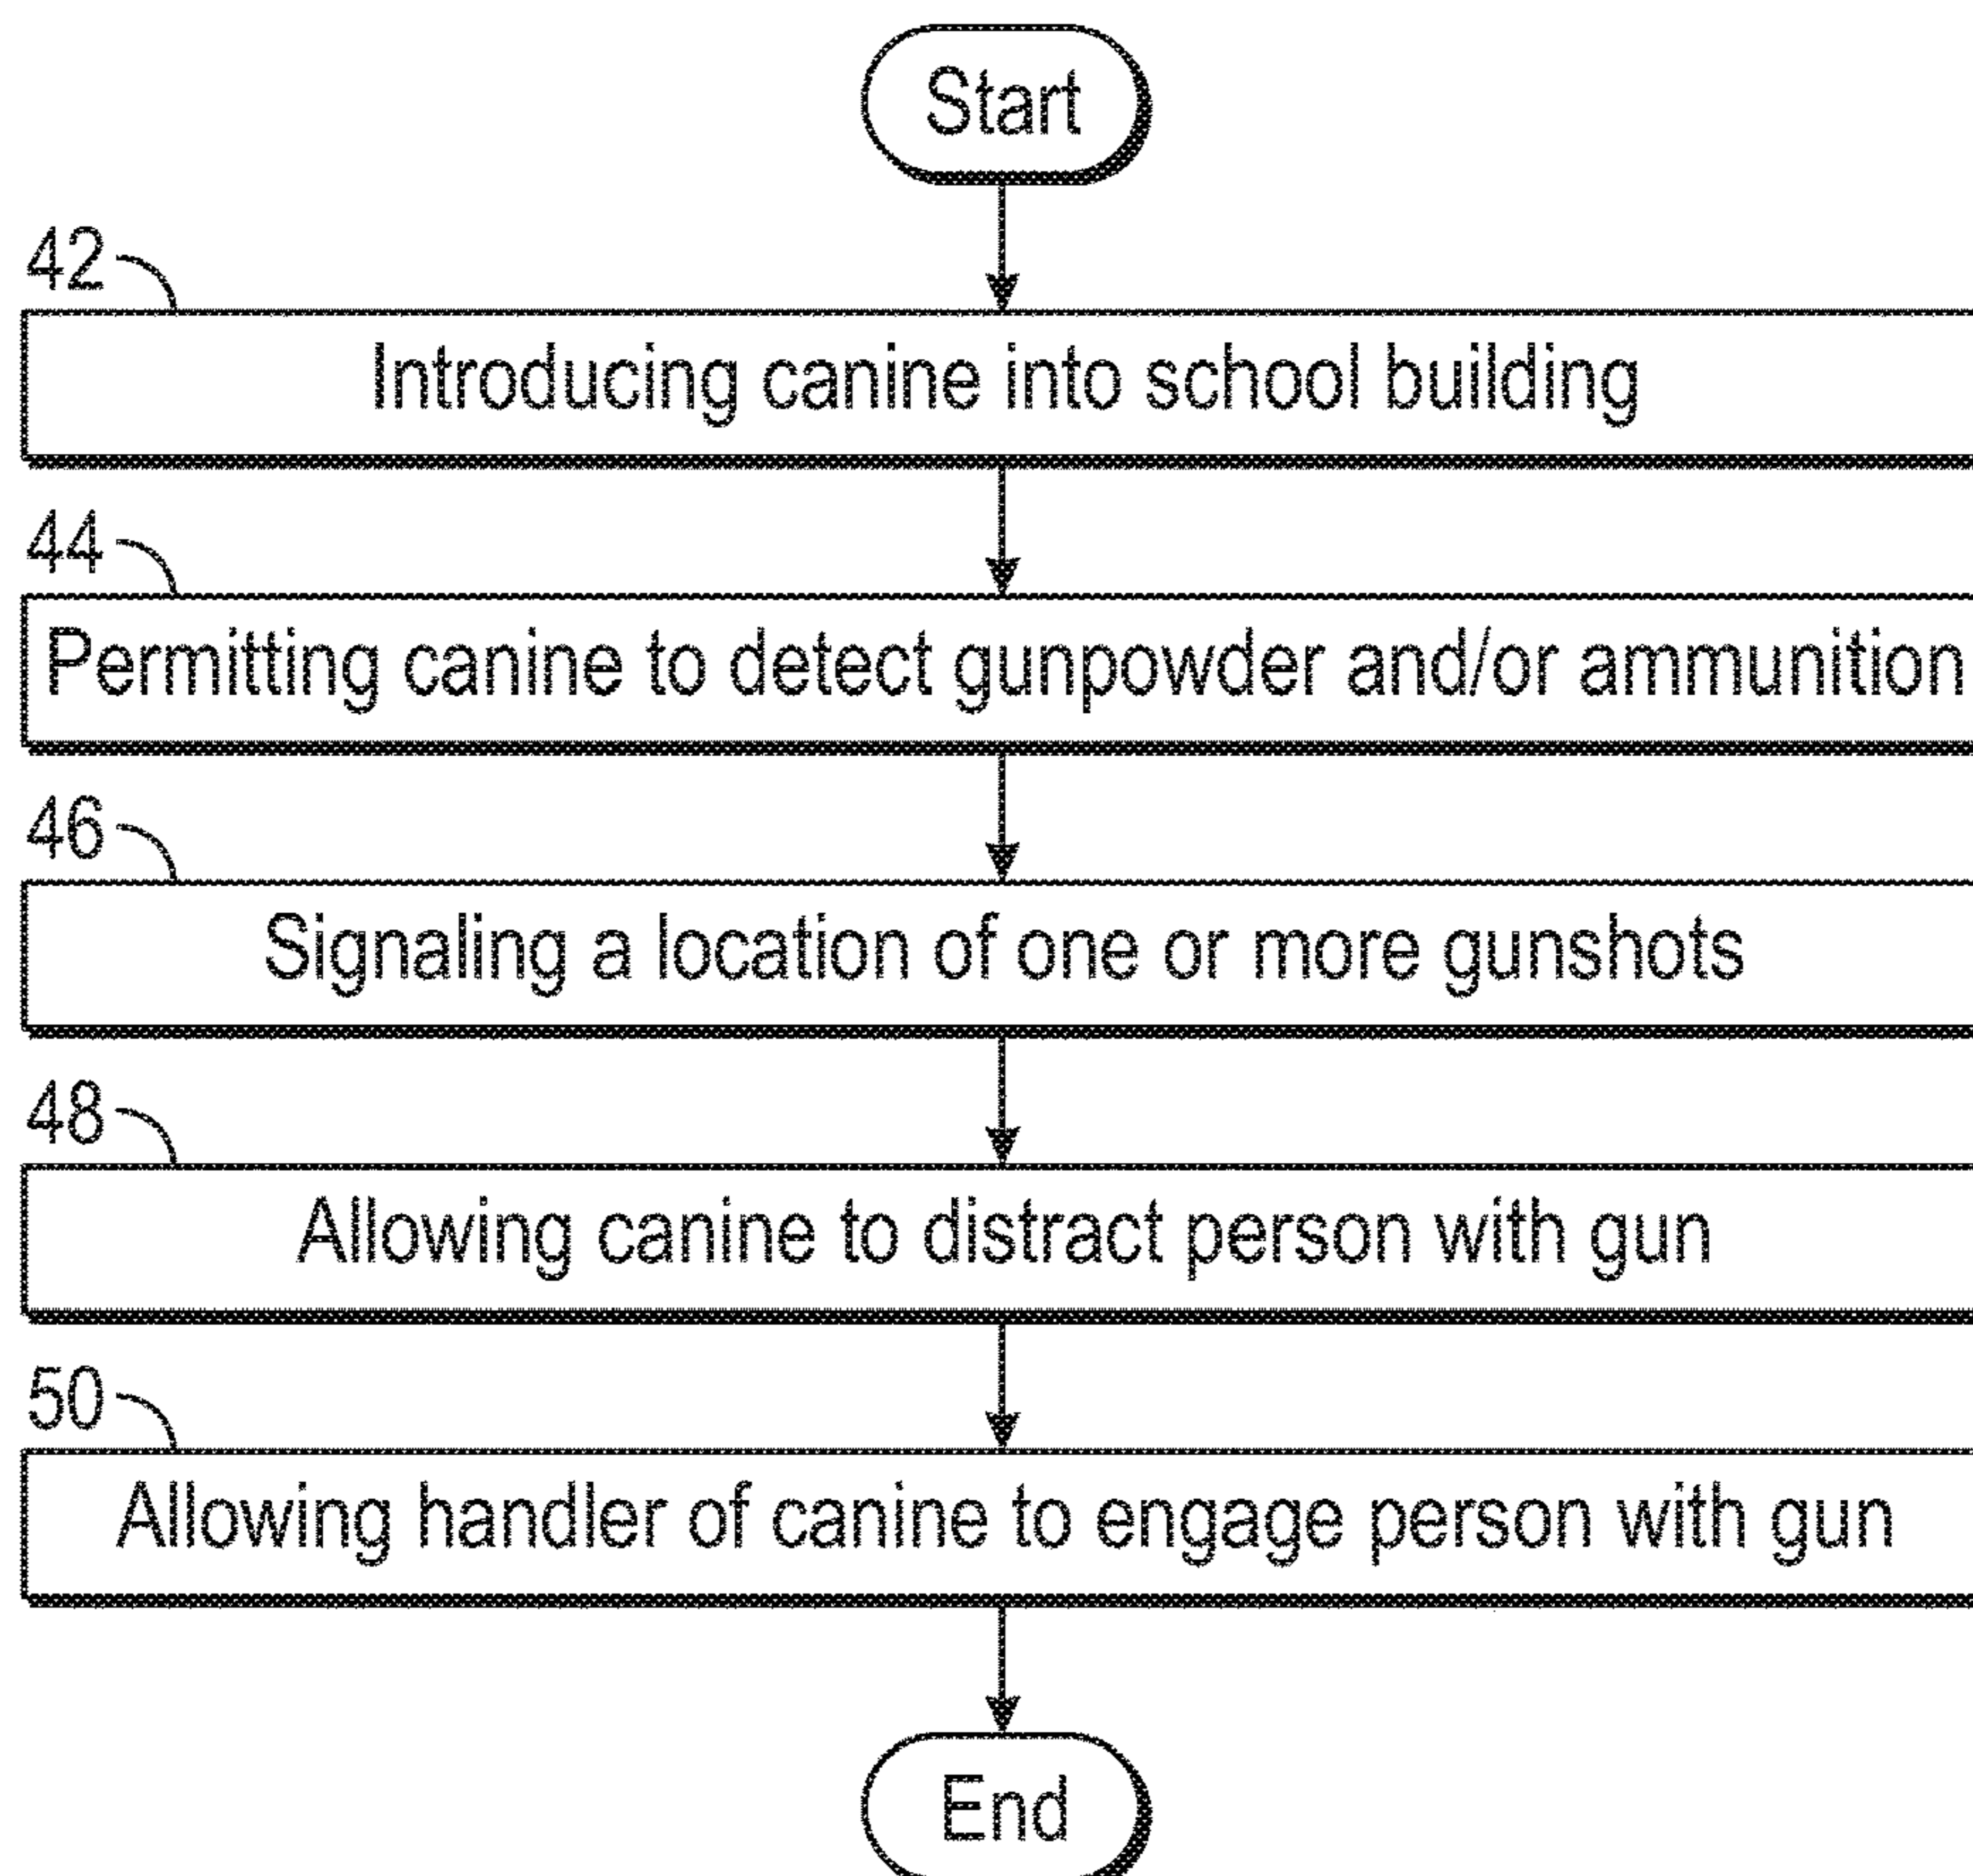 Start
42
Introducing canine into school building
44
Permitting canine to detect gunpowder and/or ammunition
46
Signaling a location of one or more gunshots
48
Allowing canine to distract person with gun
50
Allowing handler of canine to engage person with gun
End